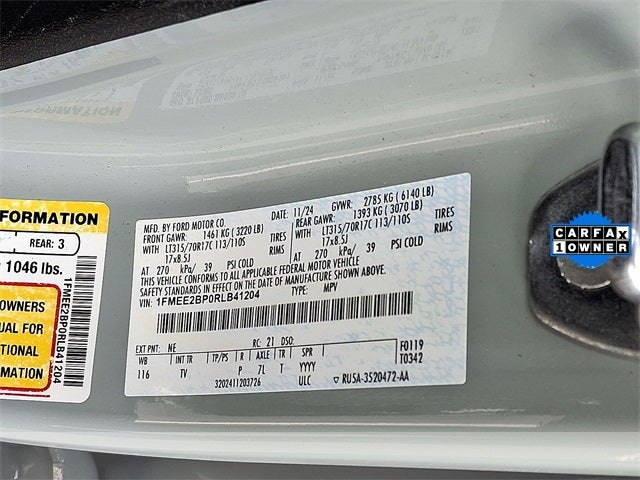 FORMATION
REAR: 3
1046 lbs.
OWNERS
UAL FOR
TIONAL
MATION
1FMEE2BP0RLB41204
MFD. BY FORD MOTOR CO.
DATE: 11/24 GVWR: 2785 KG ( 6140 LB)
FRONT GAWR: 1461 KG ( 3220 LB) REAR GAWR: 1393 KG ( 3070 LB)
WITH LT315/70R17C 113/110S TIRES WITH LT315/70R17C 113/110S TIRES
17x8.5J RIMS 17x8.5J RIMS
AT 270 kPa/ 39 PSI COLD AT 270 kPa/ 39 PSI COLD
THIS VEHICLE CONFORMS TO ALL APPLICABLE FEDERAL MOTOR VEHICLE
SAFETY STANDARDS IN EFFECT ON THE DATE OF MANUFACTURE SHOWN ABOVE.
VIN: 1FMEE2BP0RLB41204 TYPE: MPV
EXT PNT: NE RC: 21 DSO: F0119
WB INT TR TP/PS R AXLE T SPR T0342
116 TV P 7L T YYYY
3202411203726 ULC ▽ RU5A-3520472-AA
CARFAX
1 OWNER